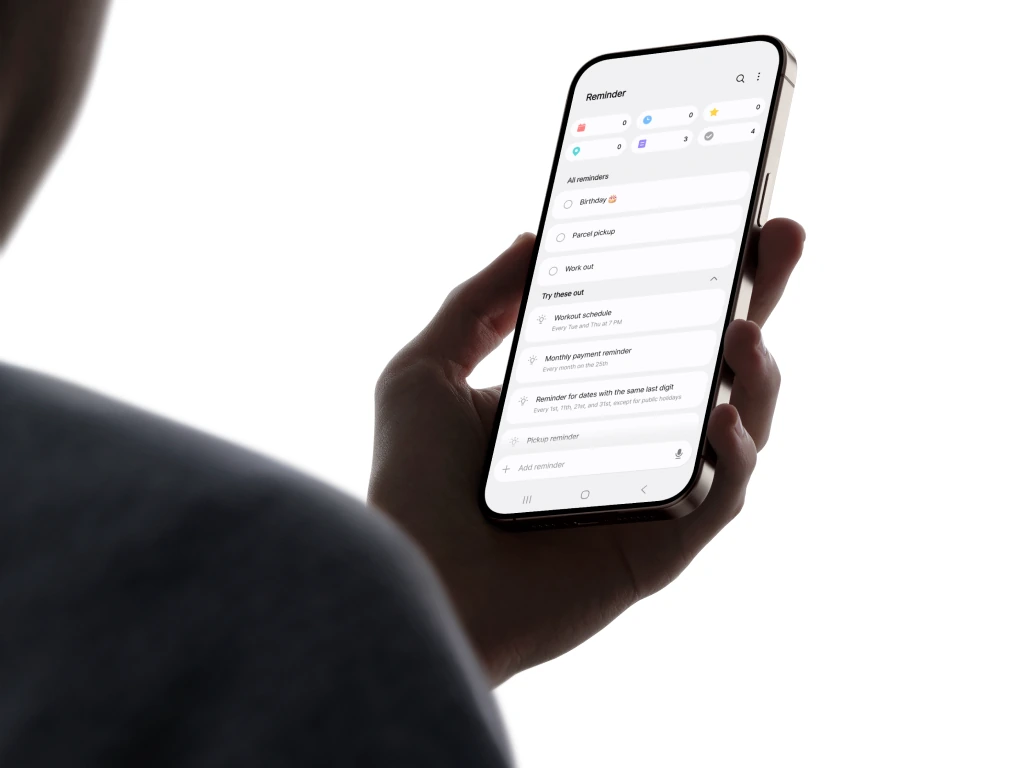 Reminder
0 0 0
0 3 4
All reminders
Birthday
Parcel pickup
Work out
Try these out
Workout schedule
Every Tue and Thu at 7 PM
Monthly payment reminder
Every month on the 25th
Reminder for dates with the same last digit
Every 1st, 11th, 21st, and 31st, except for public holidays
Pickup reminder
Add reminder